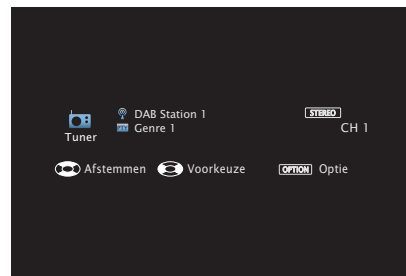 DAB Station 1
STEREO
Genre 1
CH 1
Tuner
Afstemmen Voorkeuze OPTION Optie